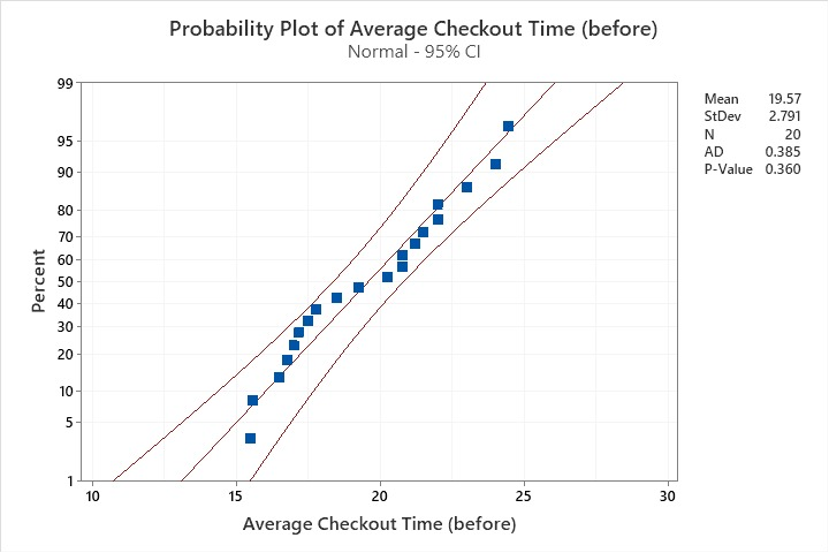 Probability Plot of Average Checkout Time (before)
Normal - 95% CI
99
95
90
80
70
60
50
40
30
20
10
5
1
Percent
10 15 20 25 30
Average Checkout Time (before)
Mean 19.57
StDev 2.791
N 20
AD 0.385
P-Value 0.360